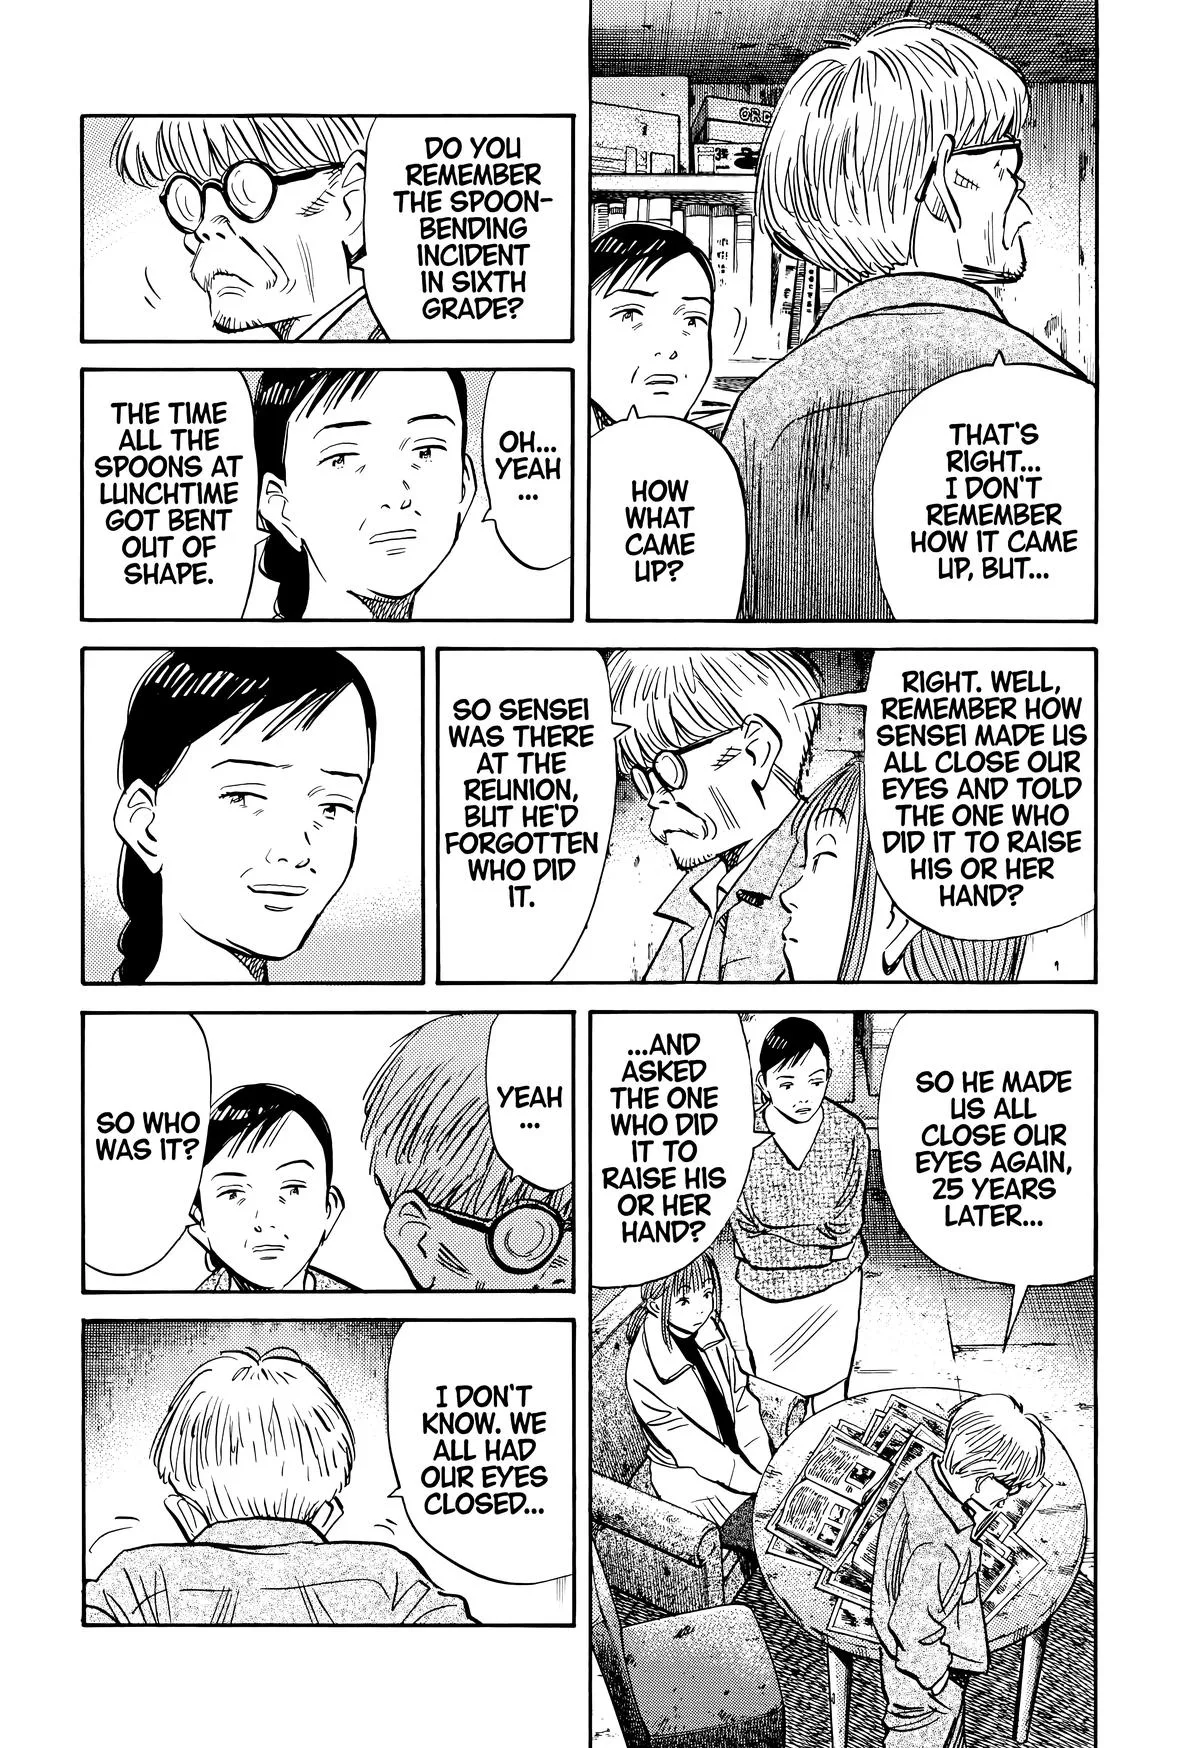 THAT'S
RIGHT...
I DON'T
REMEMBER
HOW IT CAME
UP, BUT...
HOW
WHAT
CAME
UP?
DO YOU
REMEMBER
THE SPOON-
BENDING
INCIDENT
IN SIXTH
GRADE?
OH...
YEAH
...
THE TIME
ALL THE
SPOONS AT
LUNCHTIME
GOT BENT
OUT OF
SHAPE.
RIGHT. WELL,
REMEMBER HOW
SENSEI MADE US
ALL CLOSE OUR
EYES AND TOLD
THE ONE WHO
DID IT TO RAISE
HIS OR HER
HAND?
SO SENSEI
WAS THERE
AT THE
REUNION,
BUT HE'D
FORGOTTEN
WHO DID
IT.
SO HE MADE
US ALL
CLOSE OUR
EYES AGAIN,
25 YEARS
LATER...
...AND
ASKED
THE ONE
WHO DID
IT TO
RAISE HIS
OR HER
HAND?
YEAH
...
SO WHO
WAS IT?
I DON'T
KNOW. WE
ALL HAD
OUR EYES
CLOSED...